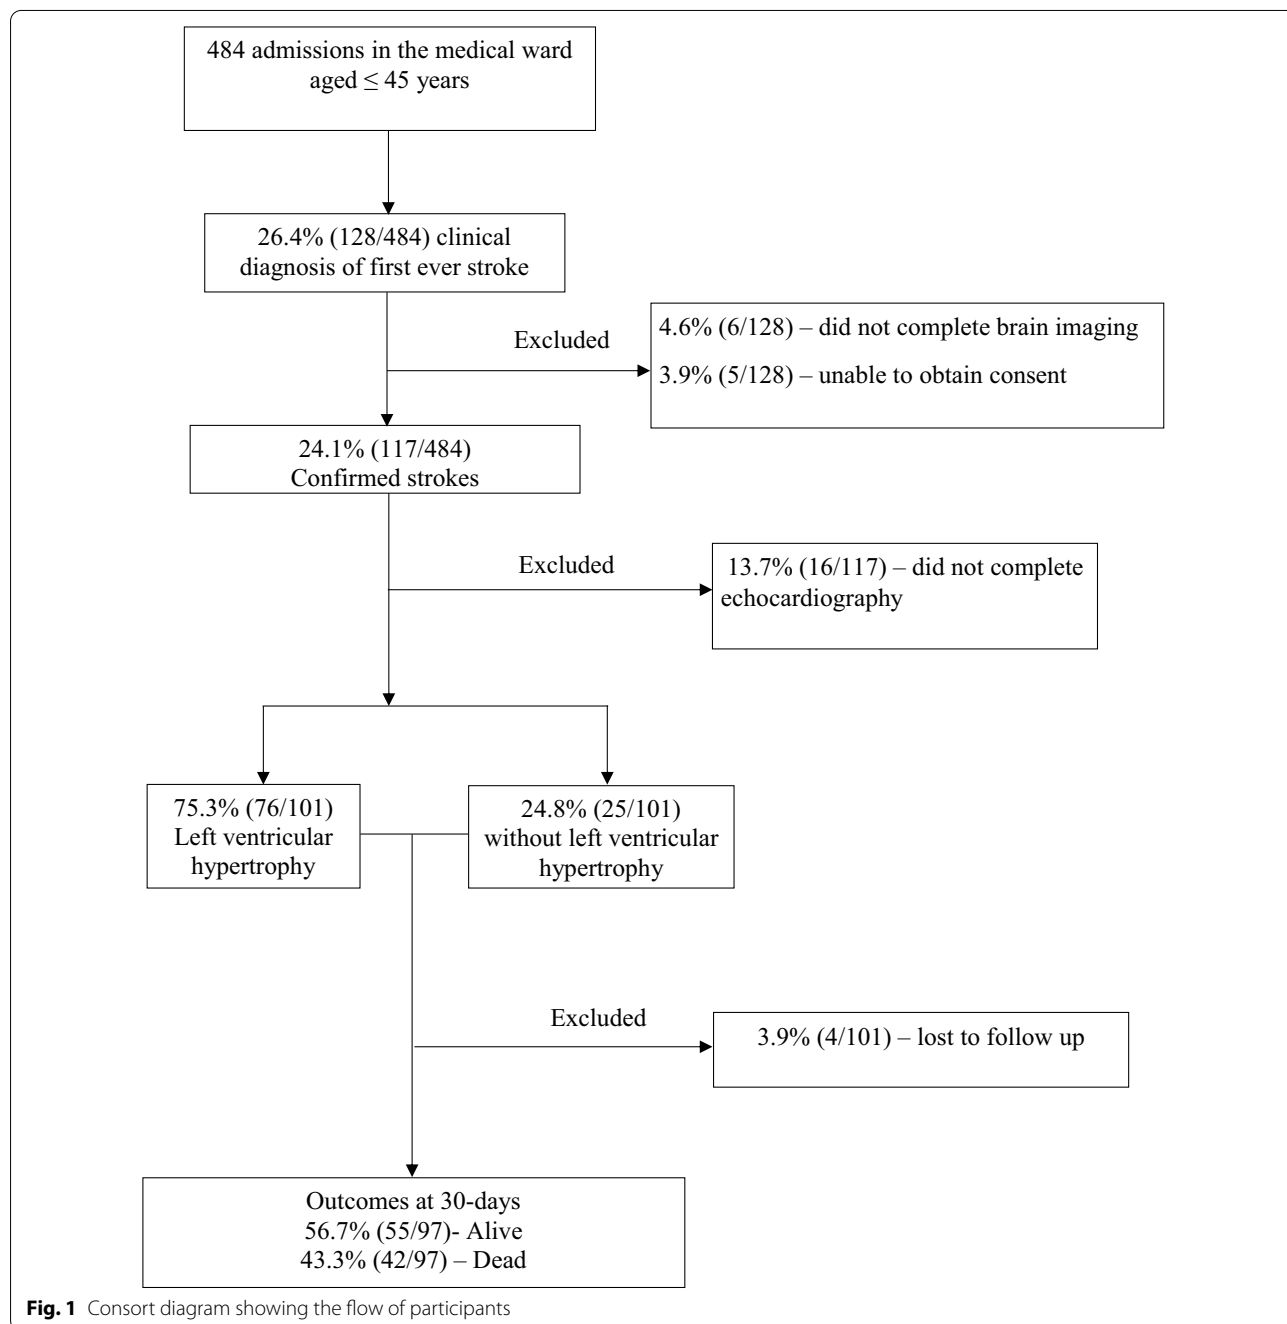 484 admissions in the medical ward
aged ≤ 45 years
26.4% (128/484) clinical
diagnosis of first ever stroke
Excluded
4.6% (6/128) – did not complete brain imaging
3.9% (5/128) – unable to obtain consent
24.1% (117/484)
Confirmed strokes
Excluded
13.7% (16/117) – did not complete
echocardiography
75.3% (76/101)
Left ventricular
hypertrophy
24.8% (25/101)
without left ventricular
hypertrophy
Excluded
3.9% (4/101) – lost to follow up
Outcomes at 30-days
56.7% (55/97)- Alive
43.3% (42/97) – Dead
Fig. 1 Consort diagram showing the flow of participants